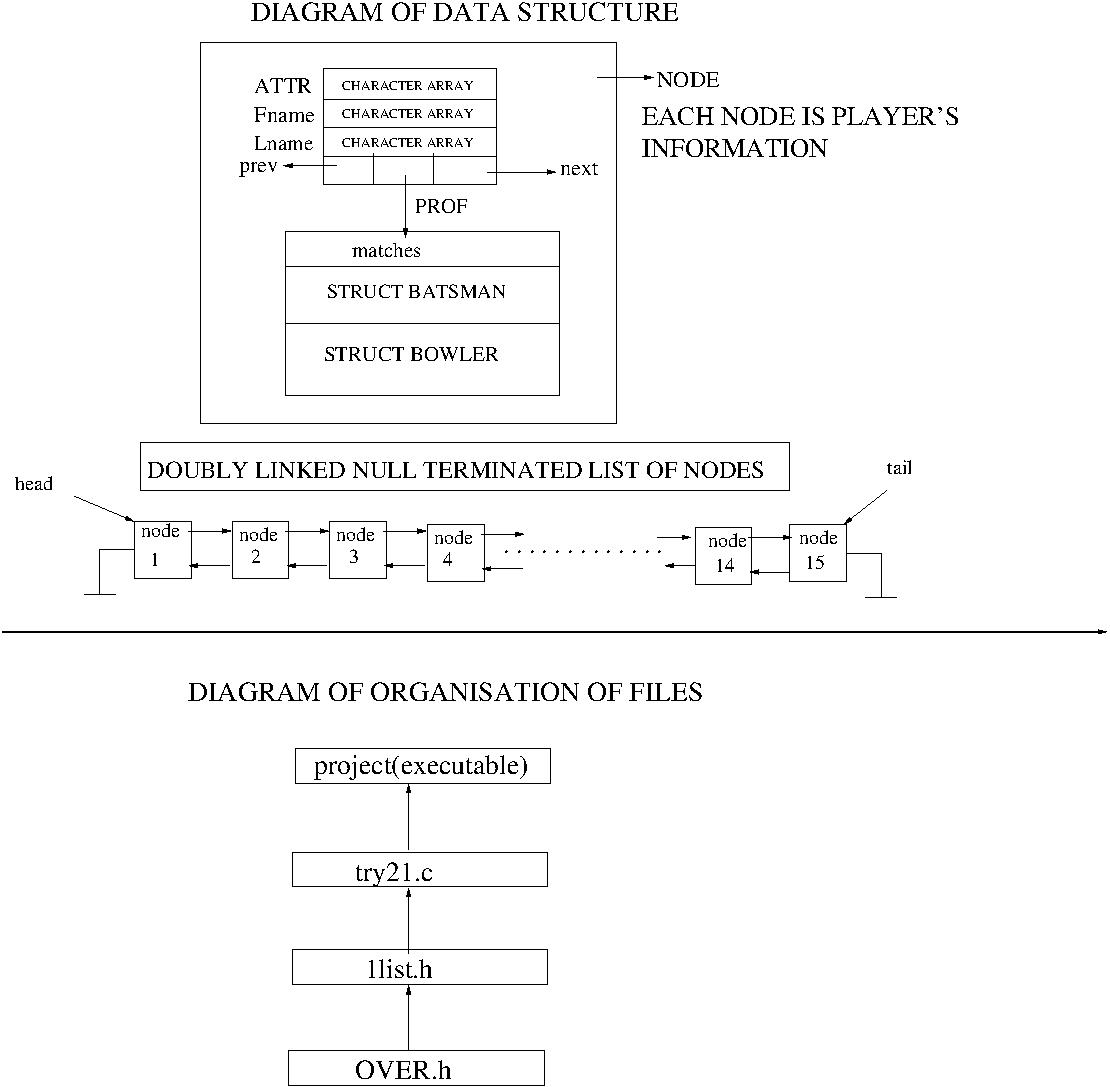 DIAGRAM OF DATA STRUCTURE
ATTR CHARACTER ARRAY
NODE
Fname CHARACTER ARRAY
EACH NODE IS PLAYER'S
Lname CHARACTER ARRAY
INFORMATION
prev
next
PROF
matches
STRUCT BATSMAN
STRUCT BOWLER
DOUBLY LINKED NULL TERMINATED LIST OF NODES
head
tail
node
1
node
2
node
3
node
4
node
14
node
15
DIAGRAM OF ORGANISATION OF FILES
project(executable)
try21.c
1list.h
OVER.h